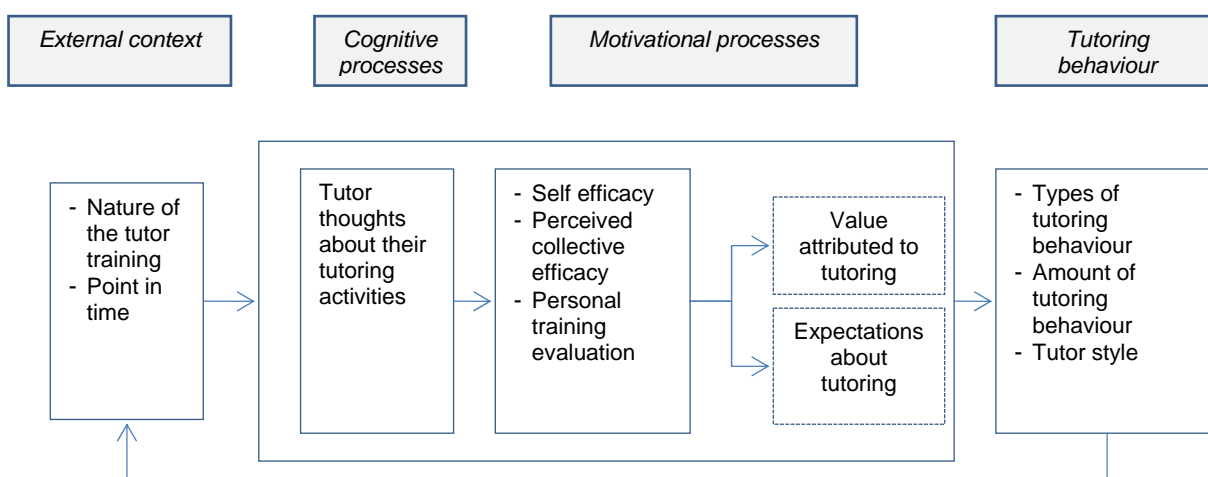 External context
Cognitive
processes
Motivational processes
Tutoring
behaviour
- Nature of
the tutor
training
- Point in
time
Tutor
thoughts
about their
tutoring
activities
- Self efficacy
- Perceived
collective
efficacy
- Personal
training
evaluation
Value
attributed to
tutoring
Expectations
about
tutoring
- Types of
tutoring
behaviour
- Amount of
tutoring
behaviour
- Tutor style